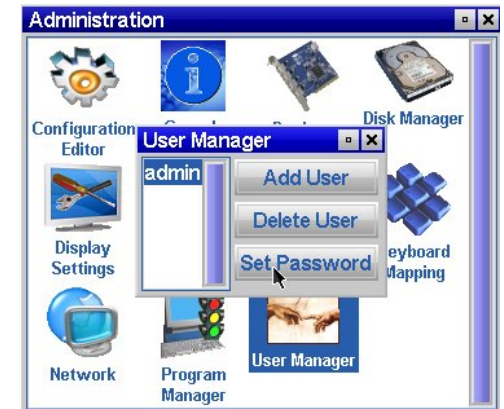 Administration
Configuration
Editor
Disk Manager
User Manager
admin
Add User
Delete User
Set Password
Display
Settings
Mapping
Network
Program
Manager
User Manager